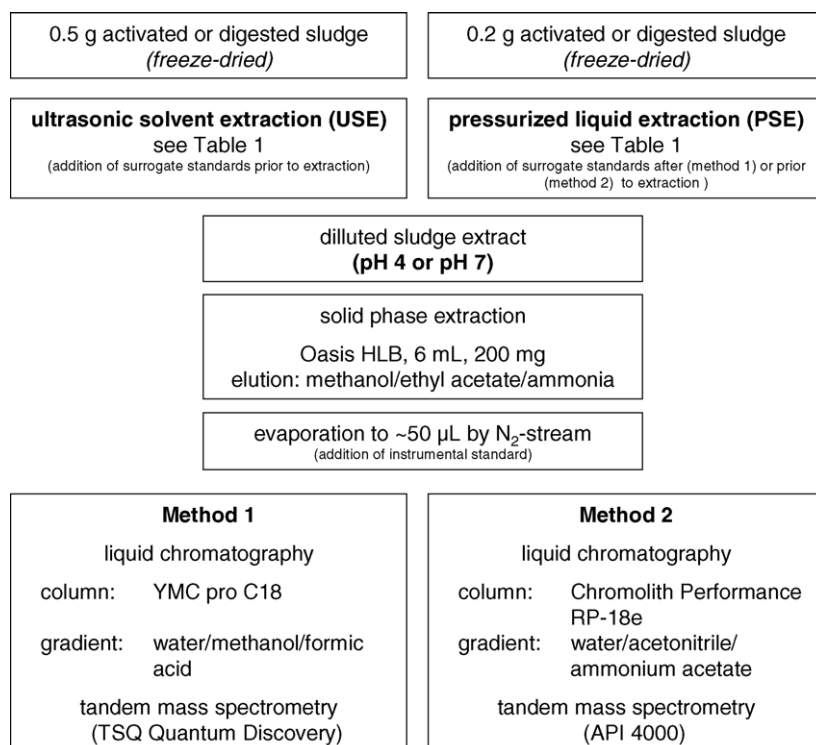 0.5 g activated or digested sludge
(freeze-dried)
0.2 g activated or digested sludge
(freeze-dried)
ultrasonic solvent extraction (USE)
see Table 1
(addition of surrogate standards prior to extraction)
pressurized liquid extraction (PSE)
see Table 1
(addition of surrogate standards after (method 1) or prior
(method 2) to extraction )
dilluted sludge extract
(pH 4 or pH 7)
solid phase extraction
Oasis HLB, 6 mL, 200 mg
elution: methanol/ethyl acetate/ammonia
evaporation to ~50 µL by N₂-stream
(addition of instrumental standard)
Method 1
liquid chromatography
column: YMC pro C18
gradient: water/methanol/formic
acid
tandem mass spectrometry
(TSQ Quantum Discovery)
Method 2
liquid chromatography
column: Chromolith Performance
RP-18e
gradient: water/acetonitrile/
ammonium acetate
tandem mass spectrometry
(API 4000)